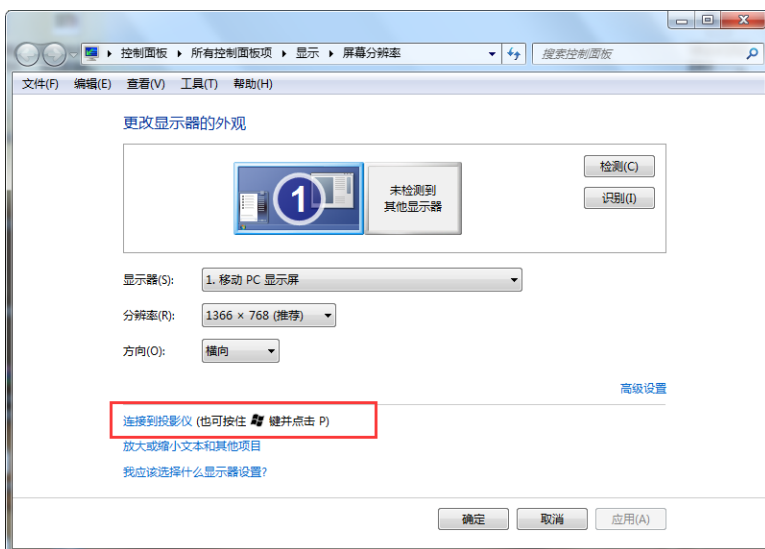 控制面板 ▸ 所有控制面板项 ▸ 显示 ▸ 屏幕分辨率 搜索控制面板
文件(F) 编辑(E) 查看(V) 工具(T) 帮助(H)
更改显示器的外观
1
未检测到
其他显示器
检测(C)
识别(I)
显示器(S): 1. 移动 PC 显示屏
分辨率(R): 1366 × 768 (推荐)
方向(O): 横向
高级设置
连接到投影仪 (也可按住 键并点击 P)
放大或缩小文本和其他项目
我应该选择什么显示器设置?
确定 取消 应用(A)